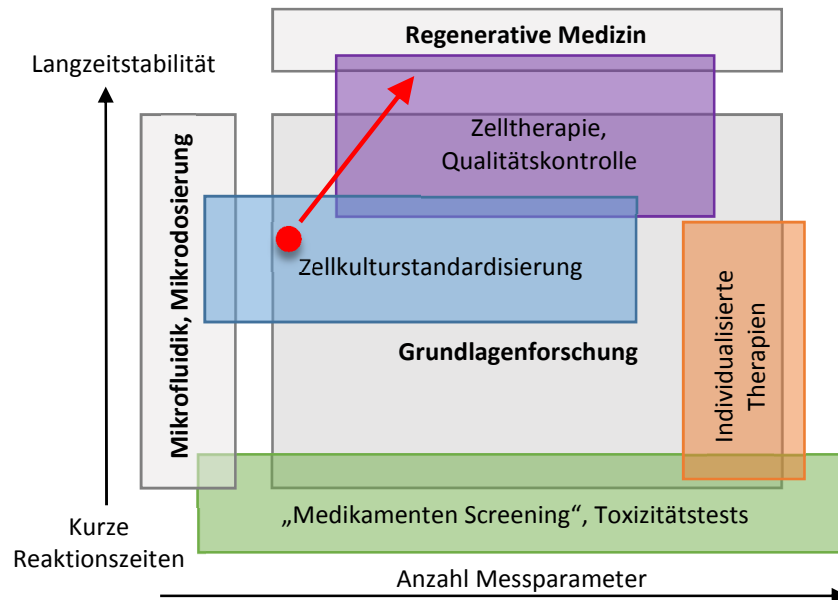 Regenerative Medizin
Langzeitstabilität
Zelltherapie,
Qualitätskontrolle
Mikrofluidik, Mikrodosierung
Zellkulturstandardisierung
Grundlagenforschung
Individualisierte
Therapien
„Medikamenten Screening“, Toxizitätstests
Kurze
Reaktionszeiten
Anzahl Messparameter